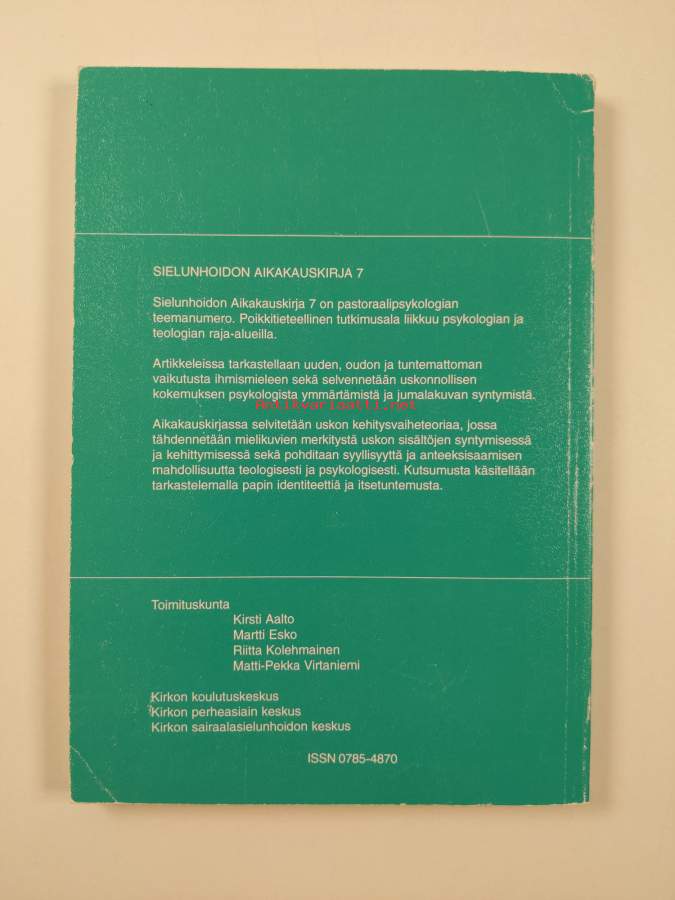 SIELUNHOIDON AIKAKAUSKIRJA 7
Sielunhoidon Aikakauskirja 7 on pastoraalipsykologian
teemanumero. Poikkitieteellinen tutkimusala liikkuu psykologian ja
teologian raja-alueilla.
Artikkeleissa tarkastellaan uuden, oudon ja tuntemattoman
vaikutusta ihmismieleen sekä selvennetään uskonnollisen
kokemuksen psykologista ymmärtämistä ja jumalakuvan syntymistä.
Antikvariaatti.net
Aikakauskirjassa selvitetään uskon kehitysvaiheteoriaa, jossa
tähdennetään mielikuvien merkitystä uskon sisältöjen syntymisessä
ja kehittymisessä sekä pohditaan syyllisyyttä ja anteeksisaamisen
mahdollisuutta teologisesti ja psykologisesti. Kutsumusta käsitellään
tarkastelemalla papin identiteettiä ja itsetuntemusta.
Toimituskunta
Kirsti Aalto
Martti Esko
Riitta Kolehmainen
Matti-Pekka Virtaniemi
Kirkon koulutuskeskus
Kirkon perheasiain keskus
Kirkon sairaalasielunhoidon keskus
ISSN 0785-4870